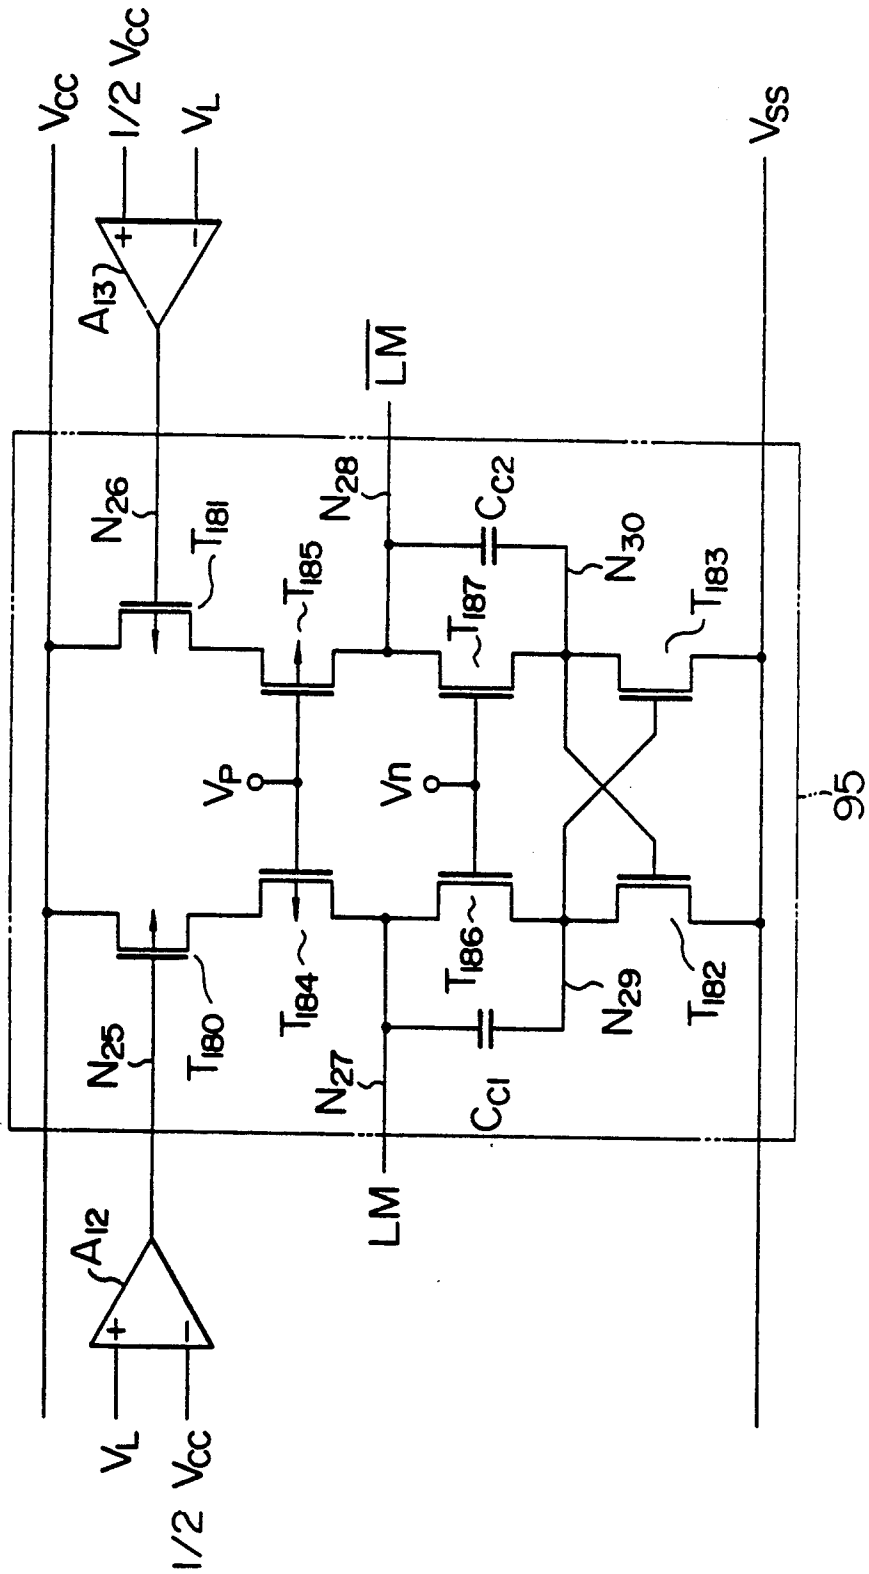 VCC
1/2 VCC
VL
A13
N26
T181
T185
N28
LM
CC2
T187
N30
T183
VSS
VP
Vn
95
N25
T180
T184
T186
N29
T182
N27
CC1
LM
A12
VL
1/2 VCC
+
−
+
−